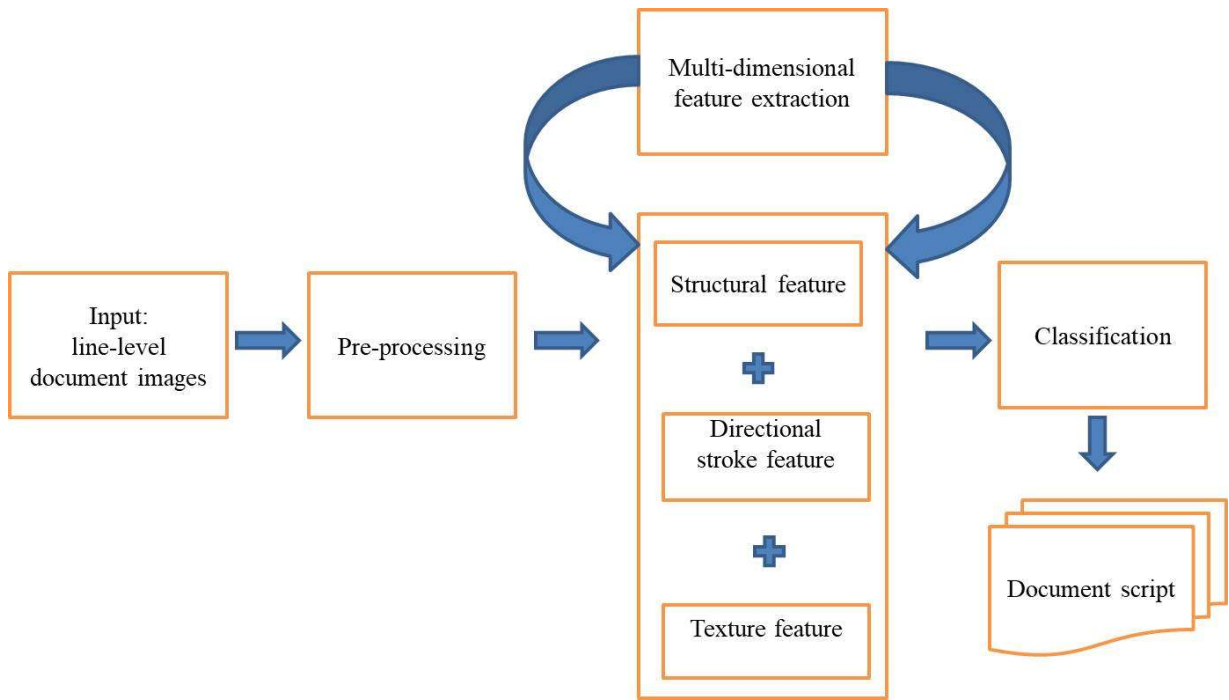 Multi-dimensional
feature extraction
Input:
line-level
document images
Pre-processing
Structural feature
Directional
stroke feature
Texture feature
Classification
Document script